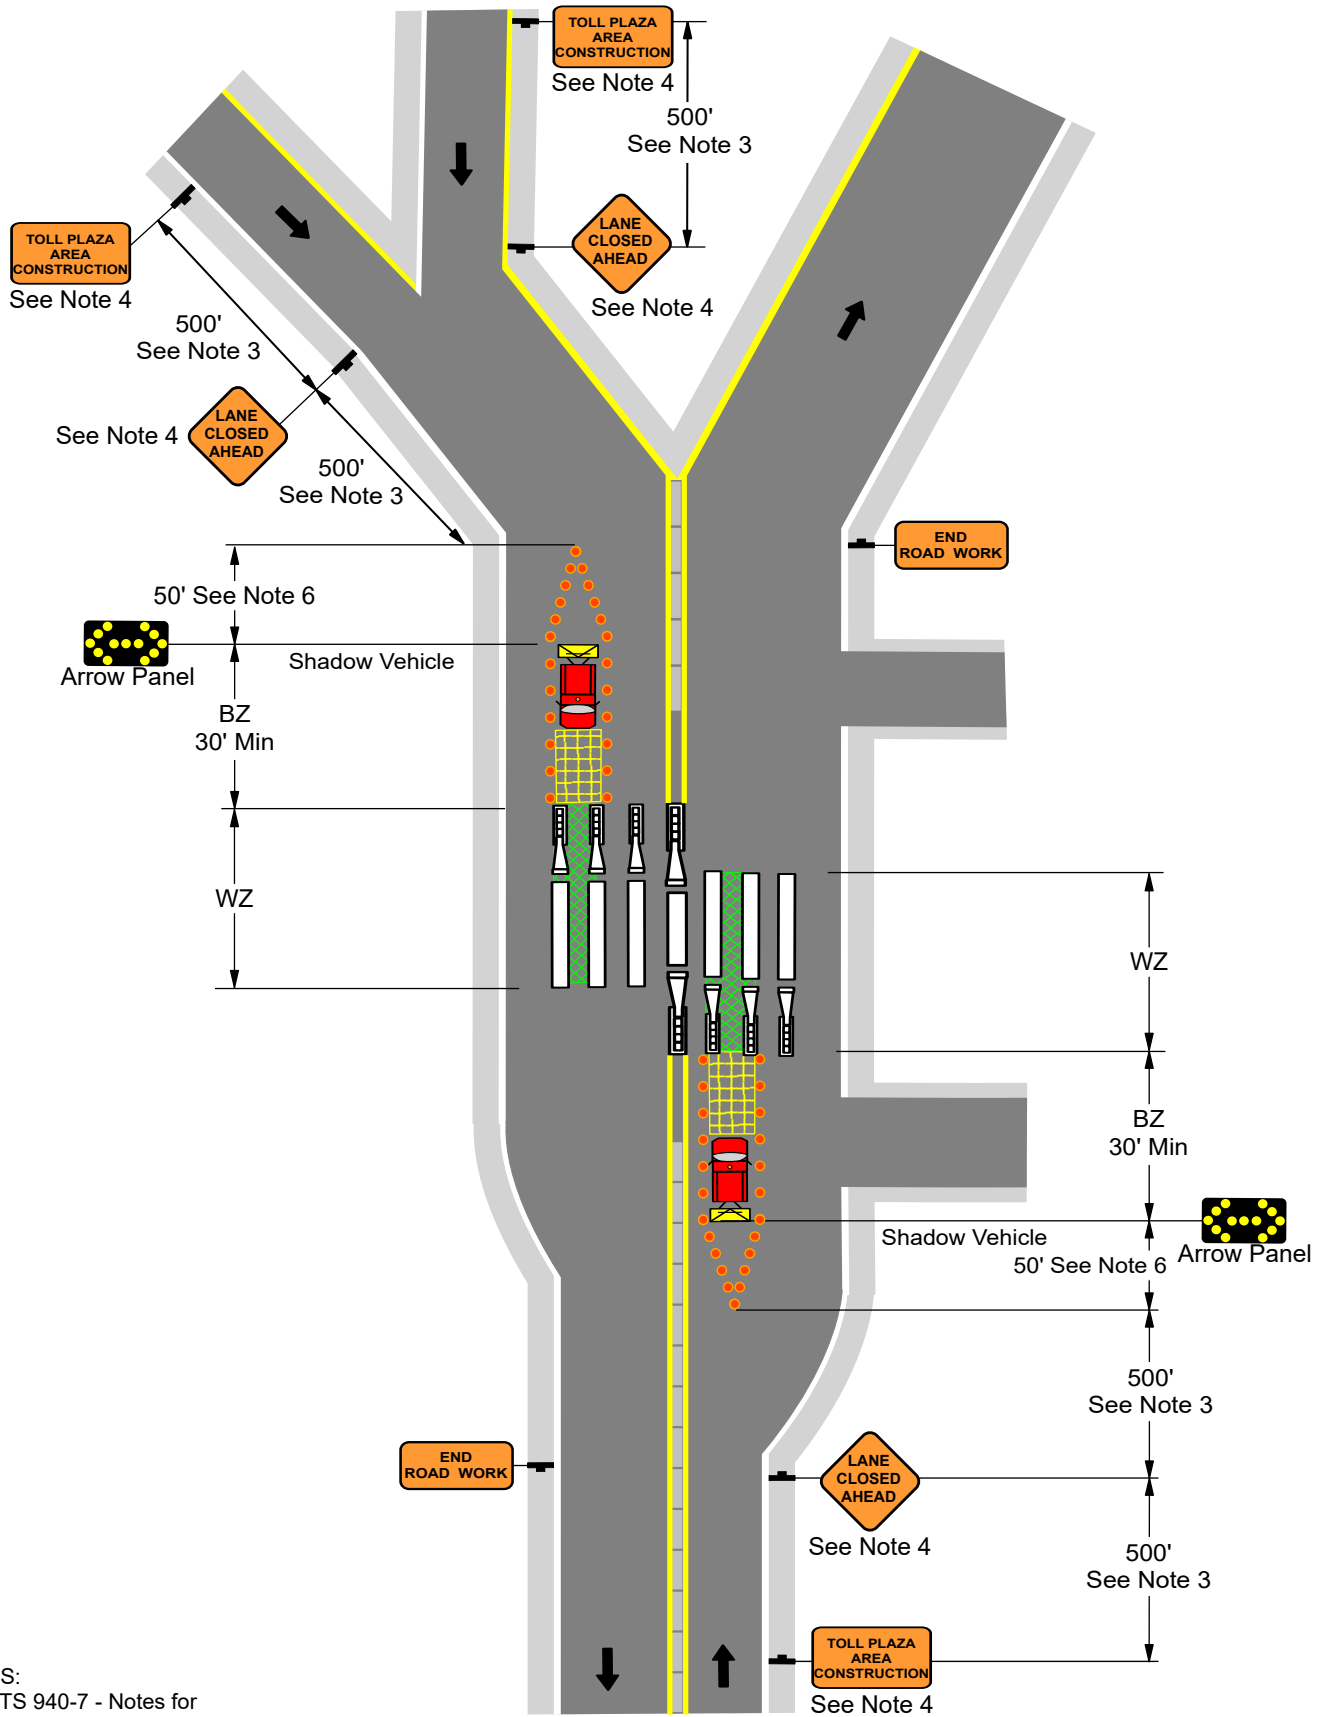 TOLL PLAZA
AREA
CONSTRUCTION
See Note 4
500'
See Note 3
LANE
CLOSED
AHEAD
See Note 4
TOLL PLAZA
AREA
CONSTRUCTION
See Note 4
500'
See Note 3
LANE
CLOSED
AHEAD
See Note 4
500'
See Note 3
END
ROAD WORK
50' See Note 6
Arrow Panel
Shadow Vehicle
BZ
30' Min
WZ
WZ
BZ
30' Min
Shadow Vehicle
Arrow Panel
50' See Note 6
500'
See Note 3
END
ROAD WORK
LANE
CLOSED
AHEAD
See Note 4
500'
See Note 3
TOLL PLAZA
AREA
CONSTRUCTION
See Note 4
S:
TS 940-7 - Notes for